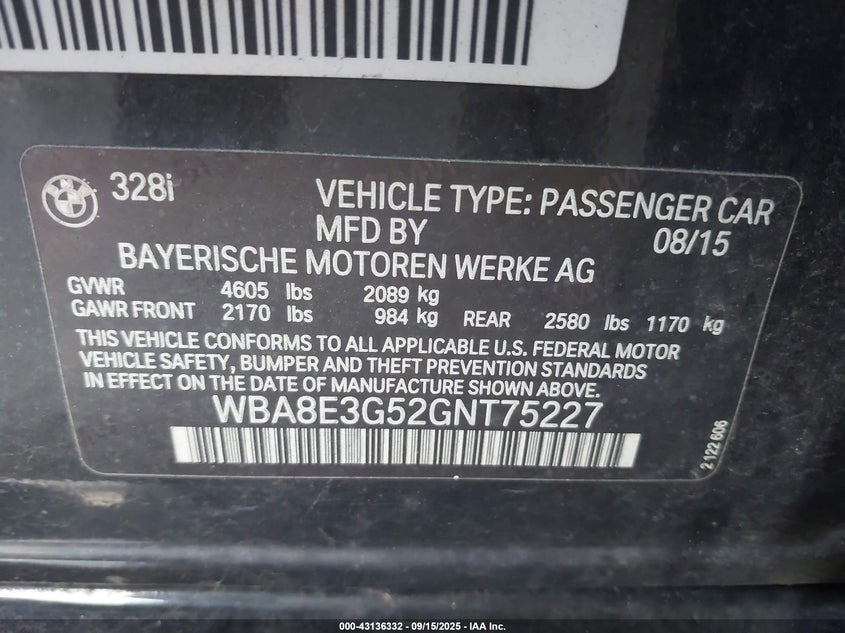 328i
VEHICLE TYPE: PASSENGER CAR
MFD BY 08/15
BAYERISCHE MOTOREN WERKE AG
GVWR 4605 lbs 2089 kg
GAWR FRONT 2170 lbs 984 kg REAR 2580 lbs 1170 kg
THIS VEHICLE CONFORMS TO ALL APPLICABLE U.S. FEDERAL MOTOR
VEHICLE SAFETY, BUMPER AND THEFT PREVENTION STANDARDS
IN EFFECT ON THE DATE OF MANUFACTURE SHOWN ABOVE.
WBA8E3G52GNT75227
2 122 606
000-43136332 - 09/15/2025 - IAA Inc.